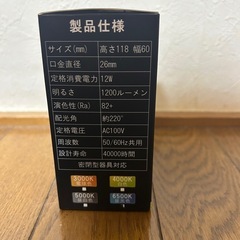 製品仕様
サイズ(mm) 高さ118 幅60
口金直径 26mm
定格消費電力 12W
明るさ 1200ルーメン
演色性(Ra) 82+
配光角 約220°
定格電圧 AC100V
周波数 50/60Hz共用
設計寿命 40000時間
密閉型器具対応
3000K 4000K
5000K 6500K